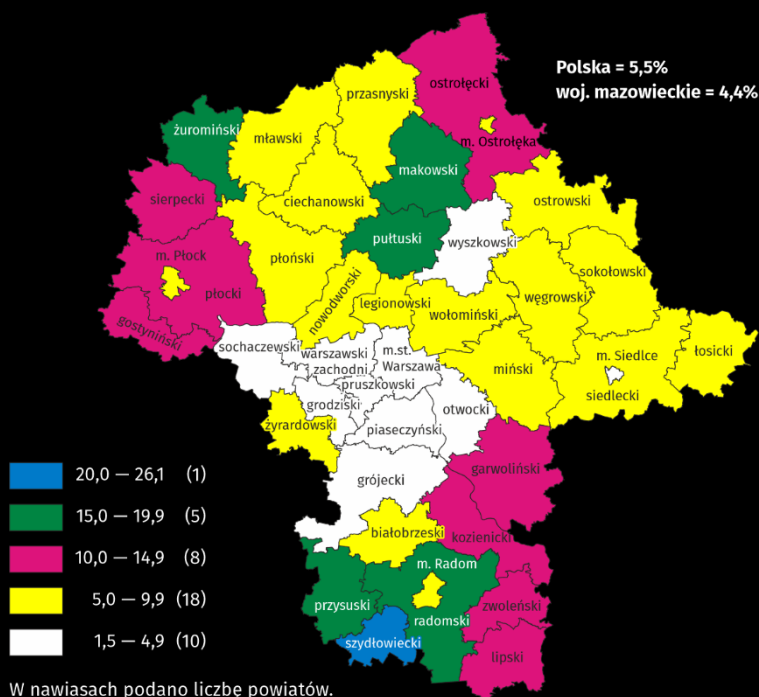 Polska = 5,5%
woj. mazowieckie = 4,4%
ostrołęcki
przasnyski
żuromiński
mławski
m. Ostrołęka
makowski
sierpecki
ciechanowski
ostrowski
pułtuski
wyszkowski
m. Płock
płoński
sokołowski
płocki
nowodworski
legionowski
węgrowski
wołomiński
gostyniński
sochaczewski
warszawski
zachodni
m.st.
Warszawa
m. Siedlce
łosicki
miński
pruszkowski
siedlecki
grodziski
otwocki
żyrardowski
piaseczyński
garwoliński
grójecki
białobrzeski
kozienicki
m. Radom
przysuski
radomski
zwoleński
szydłowiecki
lipski
20,0 — 26,1 (1)
15,0 — 19,9 (5)
10,0 — 14,9 (8)
5,0 — 9,9 (18)
1,5 — 4,9 (10)
W nawiasach podano liczbę powiatów.